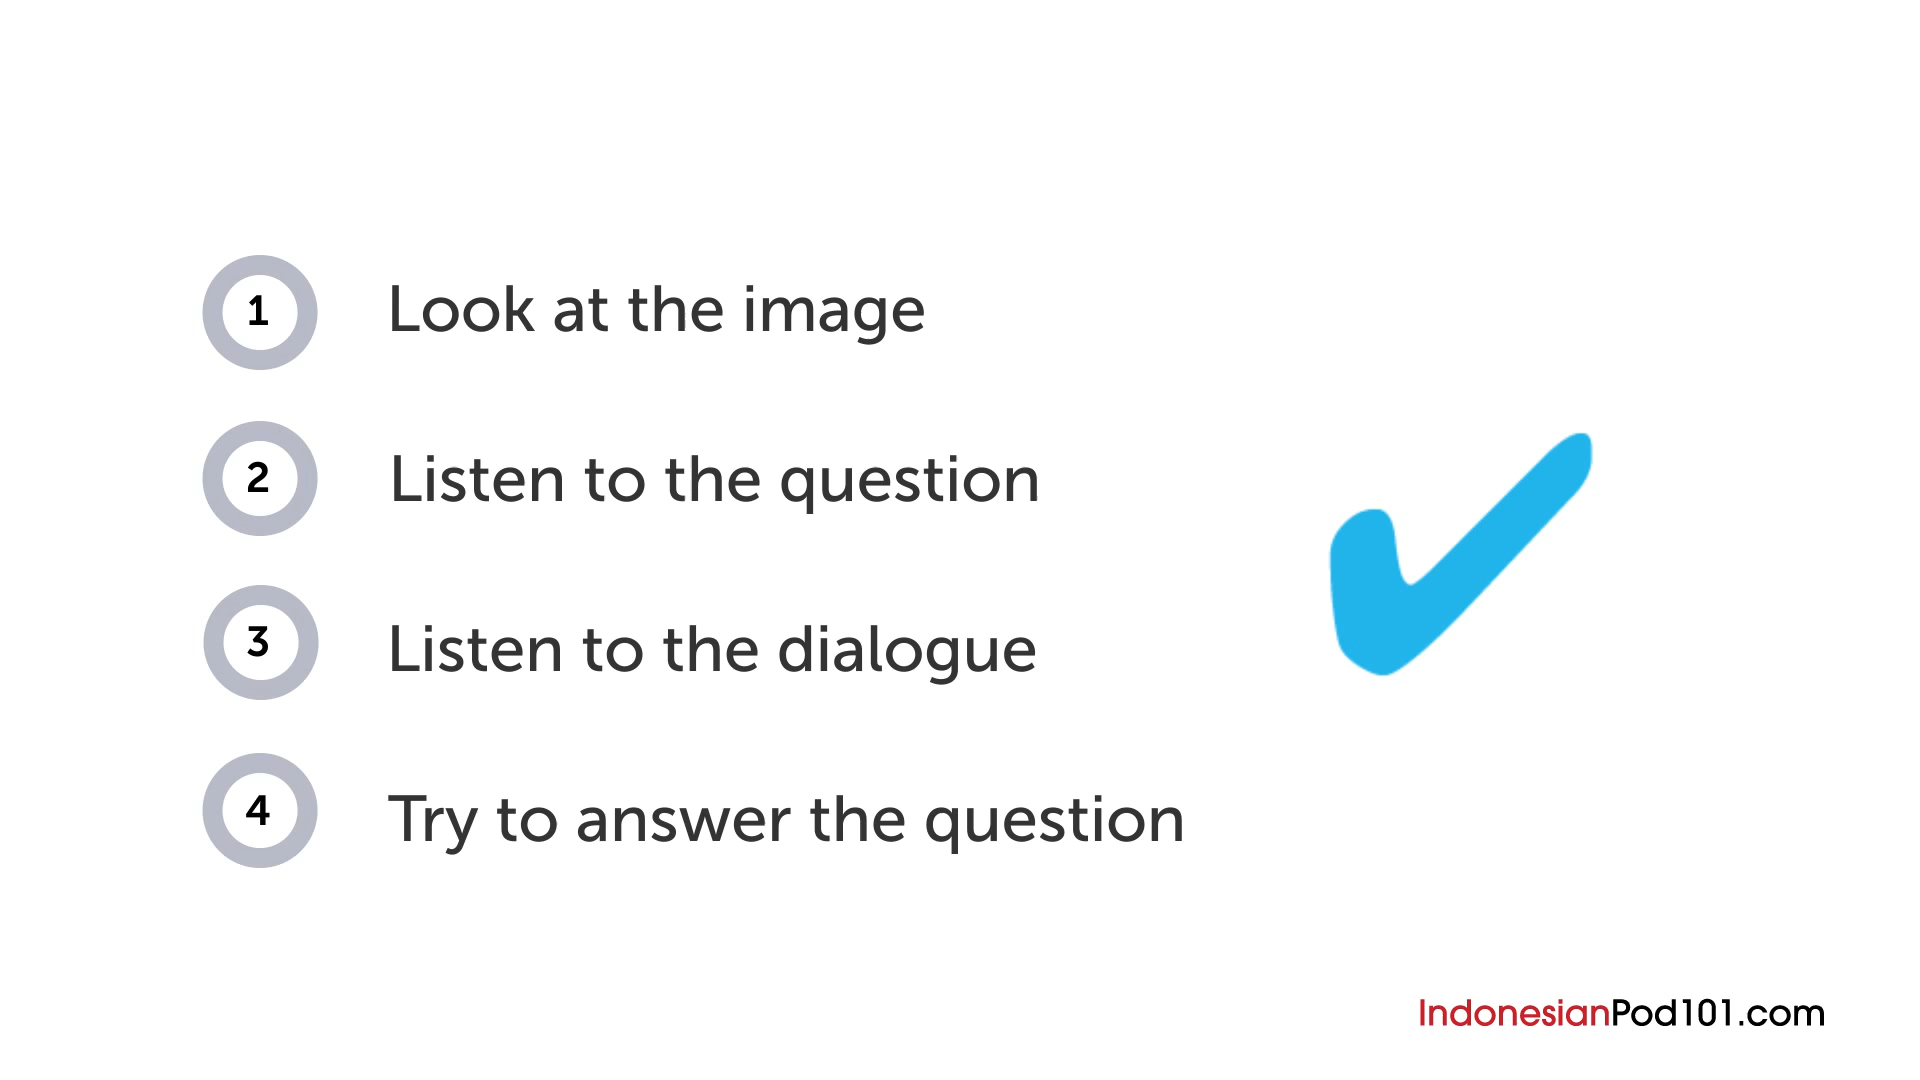 1 Look at the image
2 Listen to the question
3 Listen to the dialogue
4 Try to answer the question
IndonesianPod101.com